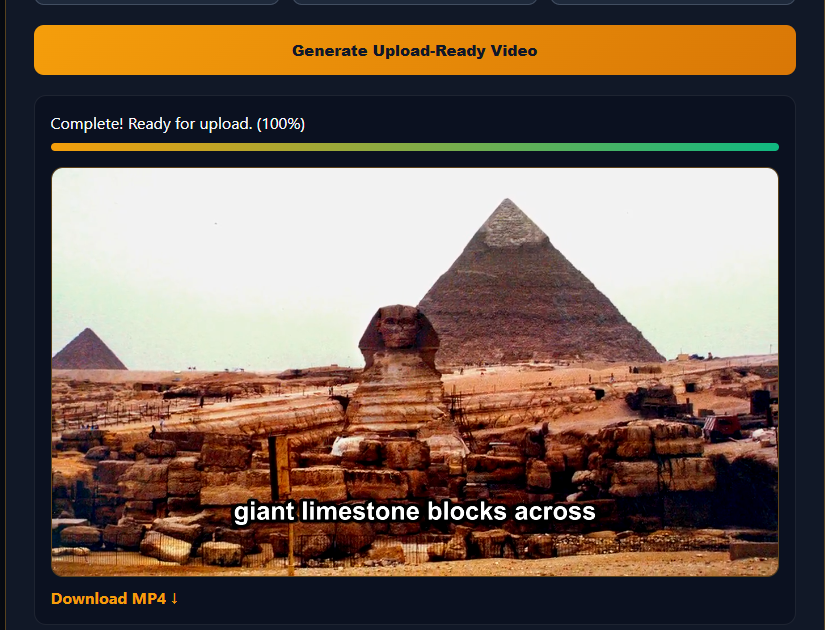 Generate Upload-Ready Video
Complete! Ready for upload. (100%)
giant limestone blocks across
Download MP4 ↓